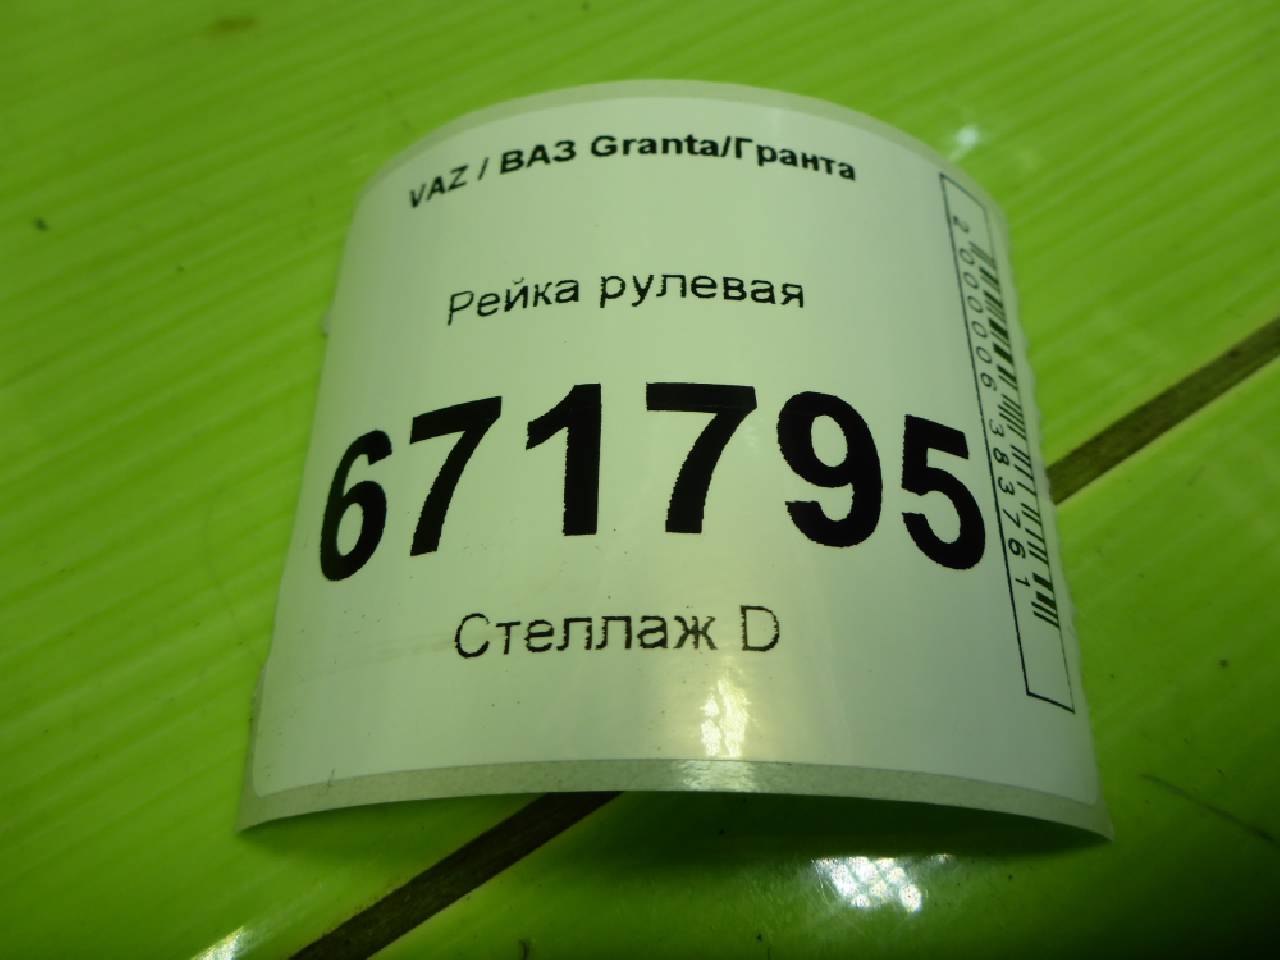 VAZ / ВАЗ Granta/Гранта
Рейка рулевая
671795
Стеллаж D
2000006383761